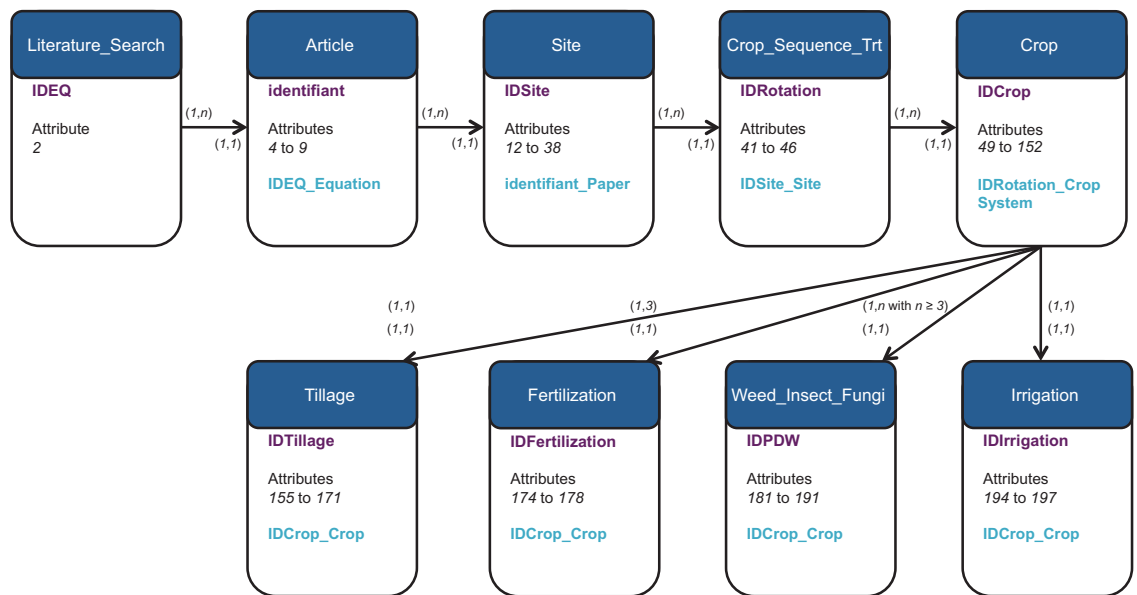 Literature_Search
Article
Site
Crop_Sequence_Trt
Crop
IDEQ
Attribute
2
(1,n)
(1,1)
identifiant
Attributes
4 to 9
IDEQ_Equation
(1,n)
(1,1)
IDSite
Attributes
12 to 38
identifiant_Paper
(1,n)
(1,1)
IDRotation
Attributes
41 to 46
IDSite_Site
(1,n)
(1,1)
IDCrop
Attributes
49 to 152
IDRotation_Crop
System
(1,1)
(1,1)
(1,3)
(1,1)
(1,n with n ≥ 3)
(1,1)
(1,1)
(1,1)
Tillage
IDTillage
Attributes
155 to 171
IDCrop_Crop
Fertilization
IDFertilization
Attributes
174 to 178
IDCrop_Crop
Weed_Insect_Fungi
IDPDW
Attributes
181 to 191
IDCrop_Crop
Irrigation
IDIrrigation
Attributes
194 to 197
IDCrop_Crop